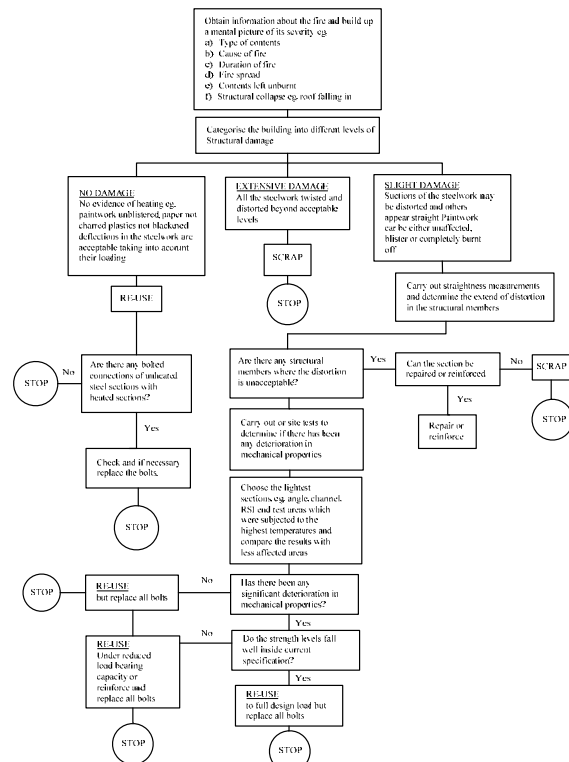 Obtain information about the fire and build up
a mental picture of its severity eg.
a) Type of contents
b) Cause of fire
c) Duration of fire
d) Fire spread
e) Contents left unburnt
f) Structural collapse eg. roof falling in
Categorise the building into different levels of
Structural damage
NO DAMAGE
No evidence of heating eg.
paintwork unblistered, paper not
charred plastics not blackened
deflections in the steelwork are
acceptable taking into account
their loading
EXTENSIVE DAMAGE
All the steelwork twisted and
distorted beyond acceptable
levels
SLIGHT DAMAGE
Suctions of the steelwork may
be distorted and others
appear straight Paintwork
car be either unaffected,
blister or completely burnt
off
SCRAP
RE-USE
STOP
Carry out straightness measurements
and determine the extend of distortion
in the structural members
STOP
No
Are there any bolted
connections of unheated
steel sections with
heated sections?
Are there any structural
members where the distortion
is unacceptable?
Yes
Can the section be
repaired or reinforced
No
SCRAP
Yes
Yes
STOP
Carry out or site tests to
determine if there has been
any deterioration in
mechanical properties
Repair or
reinforce
Check and if necessary
replace the bolts.
STOP
Choose the lightest
sections, eg. angle, channel,
RSJ end test areas which
were subjected to the
highest temperatures and
compare the results with
less affected areas
STOP
RE-USE
but replace all bolts
No
Has there been any
significant deterioration in
mechanical properties?
Yes
RE-USE
Under reduced
load bearing
capacity or
reinforce and
replace all bolts
No
Do the strength levels fall
well inside current
specification?
Yes
RE-USE
to full design load but
replace all bolts
STOP
STOP